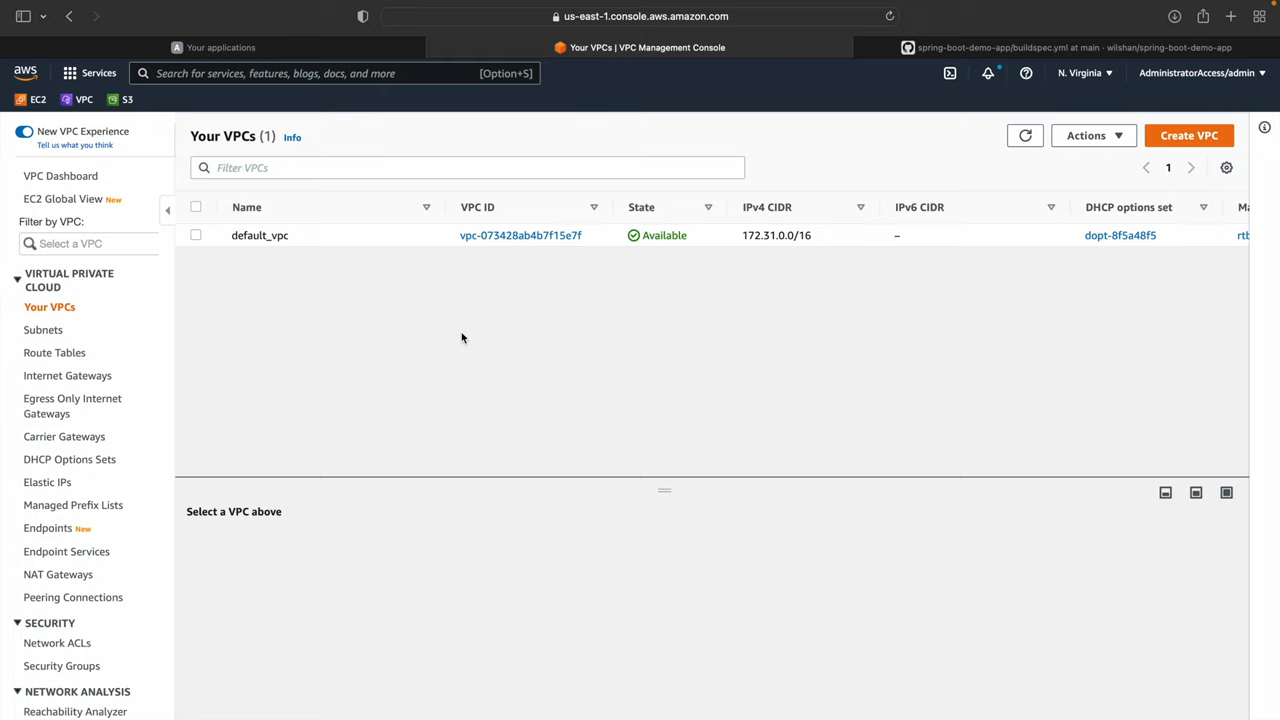 us-east-1.console.aws.amazon.com
Your applications
Your VPCs | VPC Management Console
spring-boot-demo-app/buildspec.yml at main · wilshan/spring-boot-demo-app
aws
Services
Search for services, features, blogs, docs, and more
[Option+S]
N. Virginia
AdministratorAccess/admin
EC2
VPC
S3
New VPC Experience
Tell us what you think
VPC Dashboard
EC2 Global View New
Filter by VPC:
Select a VPC
VIRTUAL PRIVATE
CLOUD
Your VPCs
Subnets
Route Tables
Internet Gateways
Egress Only Internet
Gateways
Carrier Gateways
DHCP Options Sets
Elastic IPs
Managed Prefix Lists
Endpoints New
Endpoint Services
NAT Gateways
Peering Connections
SECURITY
Network ACLs
Security Groups
NETWORK ANALYSIS
Reachability Analyzer
Your VPCs (1) Info
Actions
Create VPC
Filter VPCs
1
Name VPC ID State IPv4 CIDR IPv6 CIDR DHCP options set Ma
default_vpc vpc-073428ab4b7f15e7f Available 172.31.0.0/16 – dopt-8f5a48f5 rtb
Select a VPC above